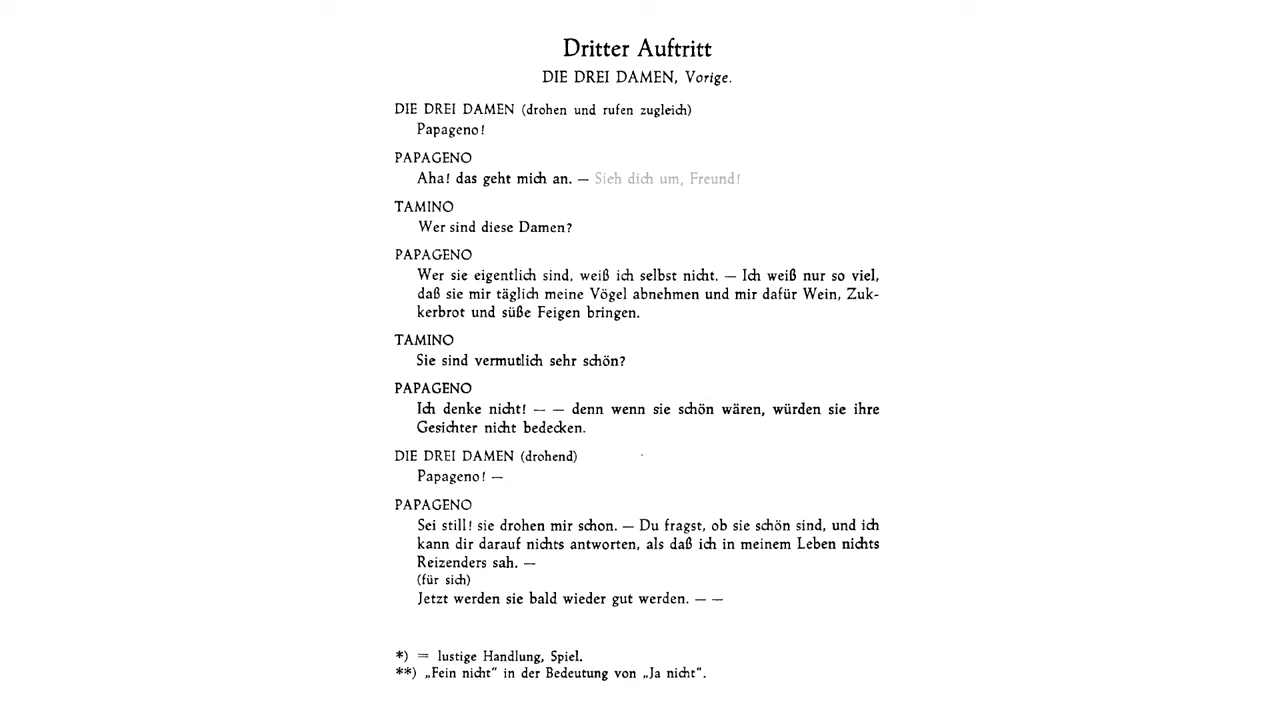 Dritter Auftritt
DIE DREI DAMEN, Vorige.
DIE DREI DAMEN (drohen und rufen zugleich)
Papageno!
PAPAGENO
Aha! das geht mich an. — Sieh dich um, Freund!
TAMINO
Wer sind diese Damen?
PAPAGENO
Wer sie eigentlich sind, weiß ich selbst nicht. — Ich weiß nur so viel,
daß sie mir täglich meine Vögel abnehmen und mir dafür Wein, Zuk-
kerbrot und süße Feigen bringen.
TAMINO
Sie sind vermutlich sehr schön?
PAPAGENO
Ich denke nicht! — — denn wenn sie schön wären, würden sie ihre
Gesichter nicht bedecken.
DIE DREI DAMEN (drohend)
Papageno! —
PAPAGENO
Sei still! sie drohen mir schon. — Du fragst, ob sie schön sind, und ich
kann dir darauf nichts antworten, als daß ich in meinem Leben nichts
Reizenders sah. —
(für sich)
Jetzt werden sie bald wieder gut werden. — —
*) = lustige Handlung, Spiel.
**) „Fein nicht“ in der Bedeutung von „Ja nicht“.